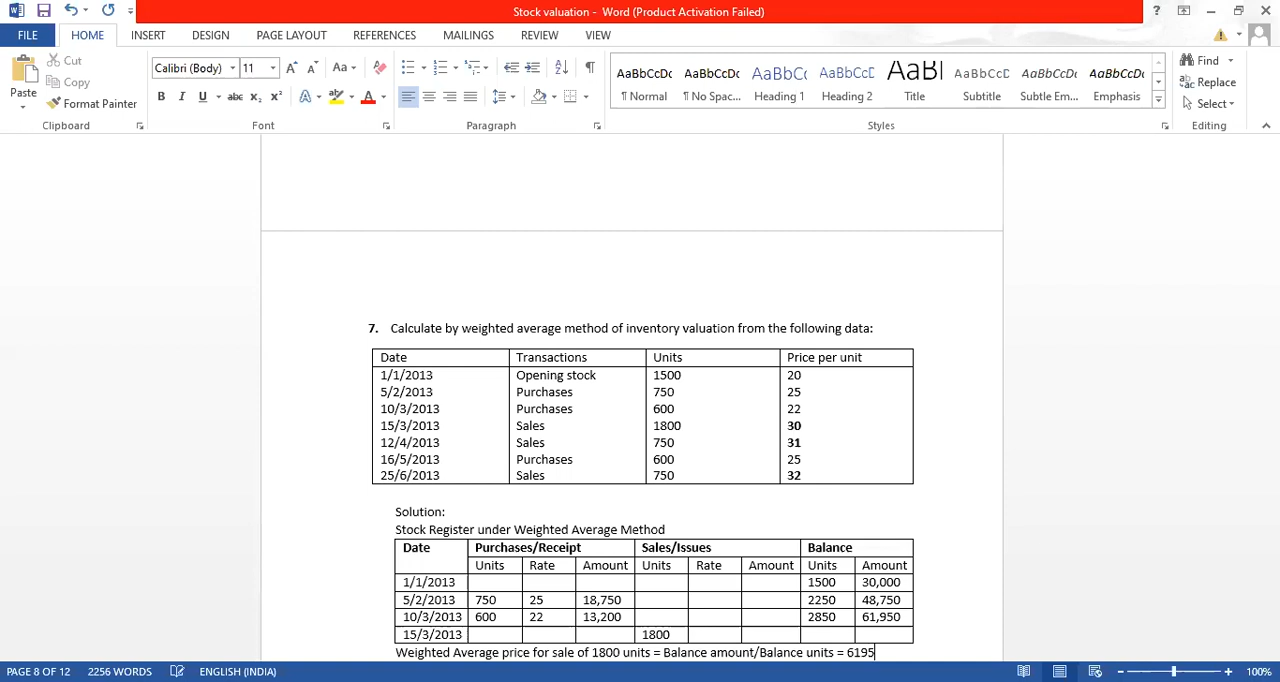 Stock valuation - Word (Product Activation Failed)
FILE HOME INSERT DESIGN PAGE LAYOUT REFERENCES MAILINGS REVIEW VIEW
Paste
Cut
Copy
Format Painter
Clipboard
Calibri (Body) 11
Font
Paragraph
AaBbCcDc AaBbCcDc AaBbCc AaBbCcC AaBl AaBbCcD AaBbCcDc AaBbCcDc
¶ Normal ¶ No Spac... Heading 1 Heading 2 Title Subtitle Subtle Em... Emphasis
Styles
Find
Replace
Select
Editing
7. Calculate by weighted average method of inventory valuation from the following data:
Date Transactions Units Price per unit
1/1/2013 Opening stock 1500 20
5/2/2013 Purchases 750 25
10/3/2013 Purchases 600 22
15/3/2013 Sales 1800 30
12/4/2013 Sales 750 31
16/5/2013 Purchases 600 25
25/6/2013 Sales 750 32
Solution:
Stock Register under Weighted Average Method
Date Purchases/Receipt Sales/Issues Balance
Units Rate Amount Units Rate Amount Units Amount
1/1/2013 1500 30,000
5/2/2013 750 25 18,750 2250 48,750
10/3/2013 600 22 13,200 2850 61,950
15/3/2013 1800
Weighted Average price for sale of 1800 units = Balance amount/Balance units = 6195
PAGE 8 OF 12 2256 WORDS ENGLISH (INDIA) 100%